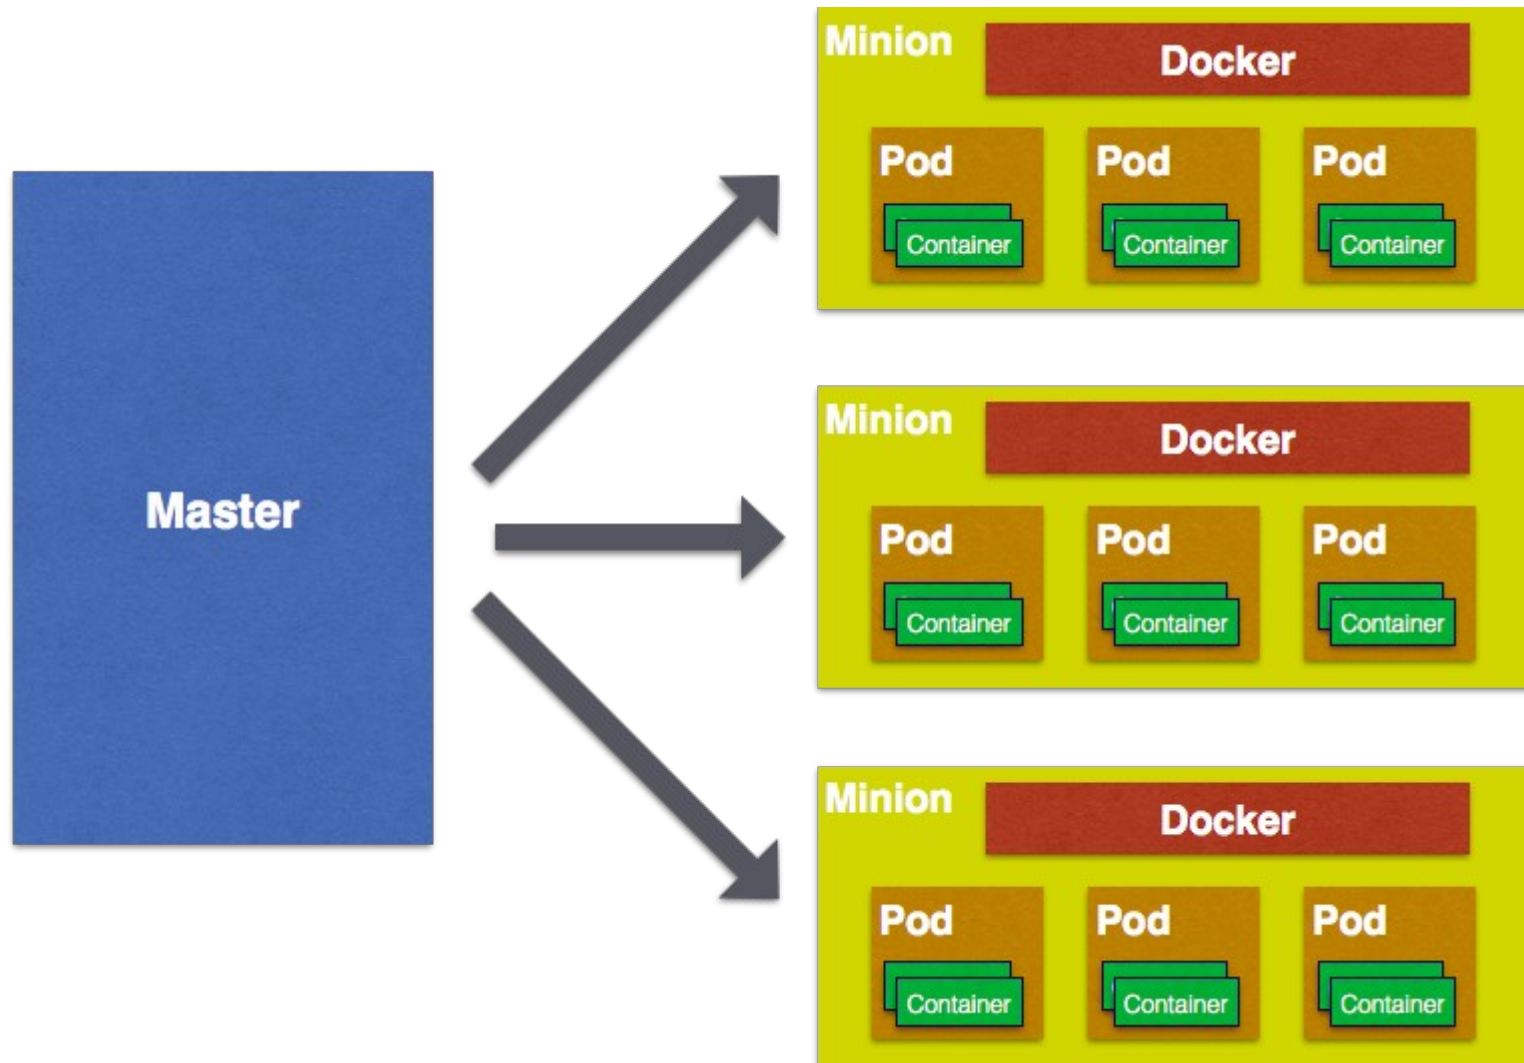 Master
Minion
Docker
Pod Pod Pod
Container Container Container
Minion
Docker
Pod Pod Pod
Container Container Container
Minion
Docker
Pod Pod Pod
Container Container Container